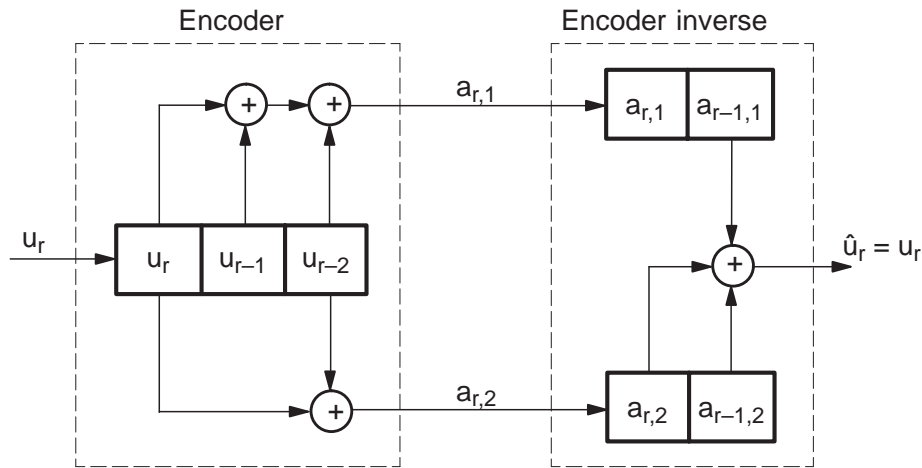 Encoder
Encoder inverse
+
+
a_{r,1}
a_{r,1}
a_{r–1,1}
u_r
u_r
u_{r–1}
u_{r–2}
+
û_r = u_r
+
a_{r,2}
a_{r,2}
a_{r–1,2}